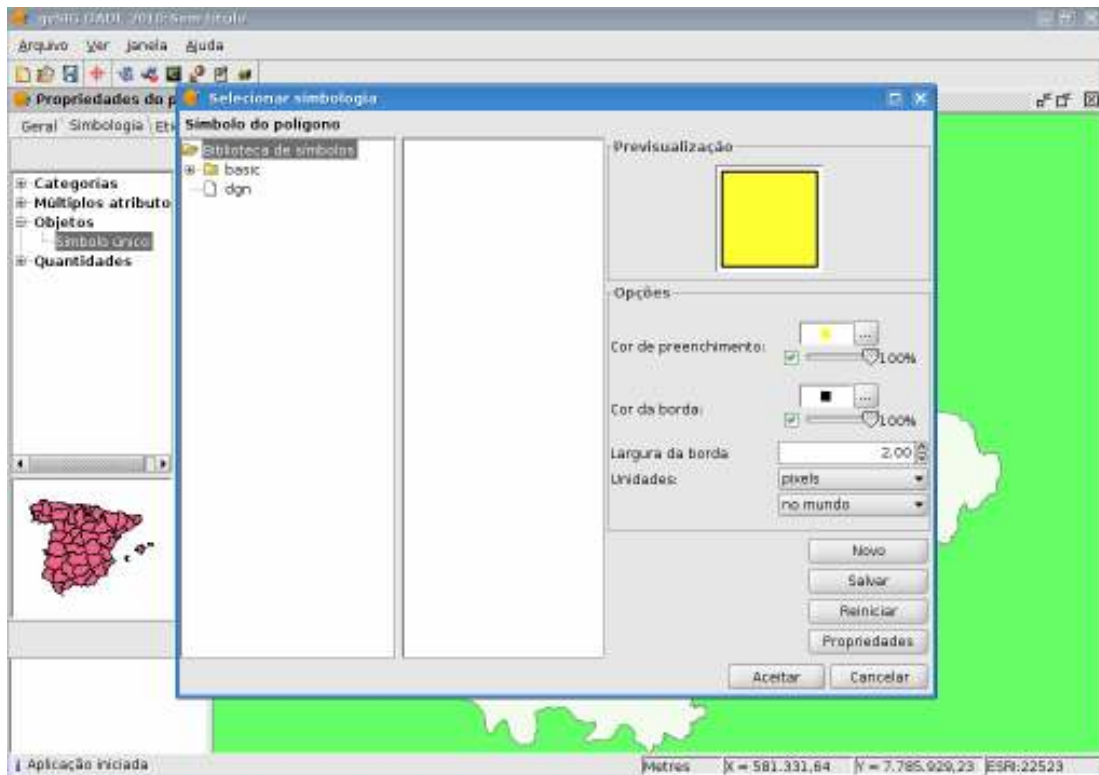 gvSIG OADE 2010:Sem título
Arquivo Ver Janela Ajuda
Propriedades do p
Geral Simbologia Eti
Categorias
Múltiplos atributo
Objetos
Símbolo único
Quantidades
Selecionar simbologia
Símbolo do polígono
Biblioteca de símbolos
basic
dgn
Previsualização
Opções
Cor de preenchimento:
...
100%
Cor da borda:
...
100%
Largura da borda
2.00
Unidades:
pixels
no mundo
Novo
Salvar
Reiniciar
Propriedades
Aceitar
Cancelar
Aplicação iniciada
Metros
X = 581.331,64
Y = 7.785.929,23
ESRI:22523